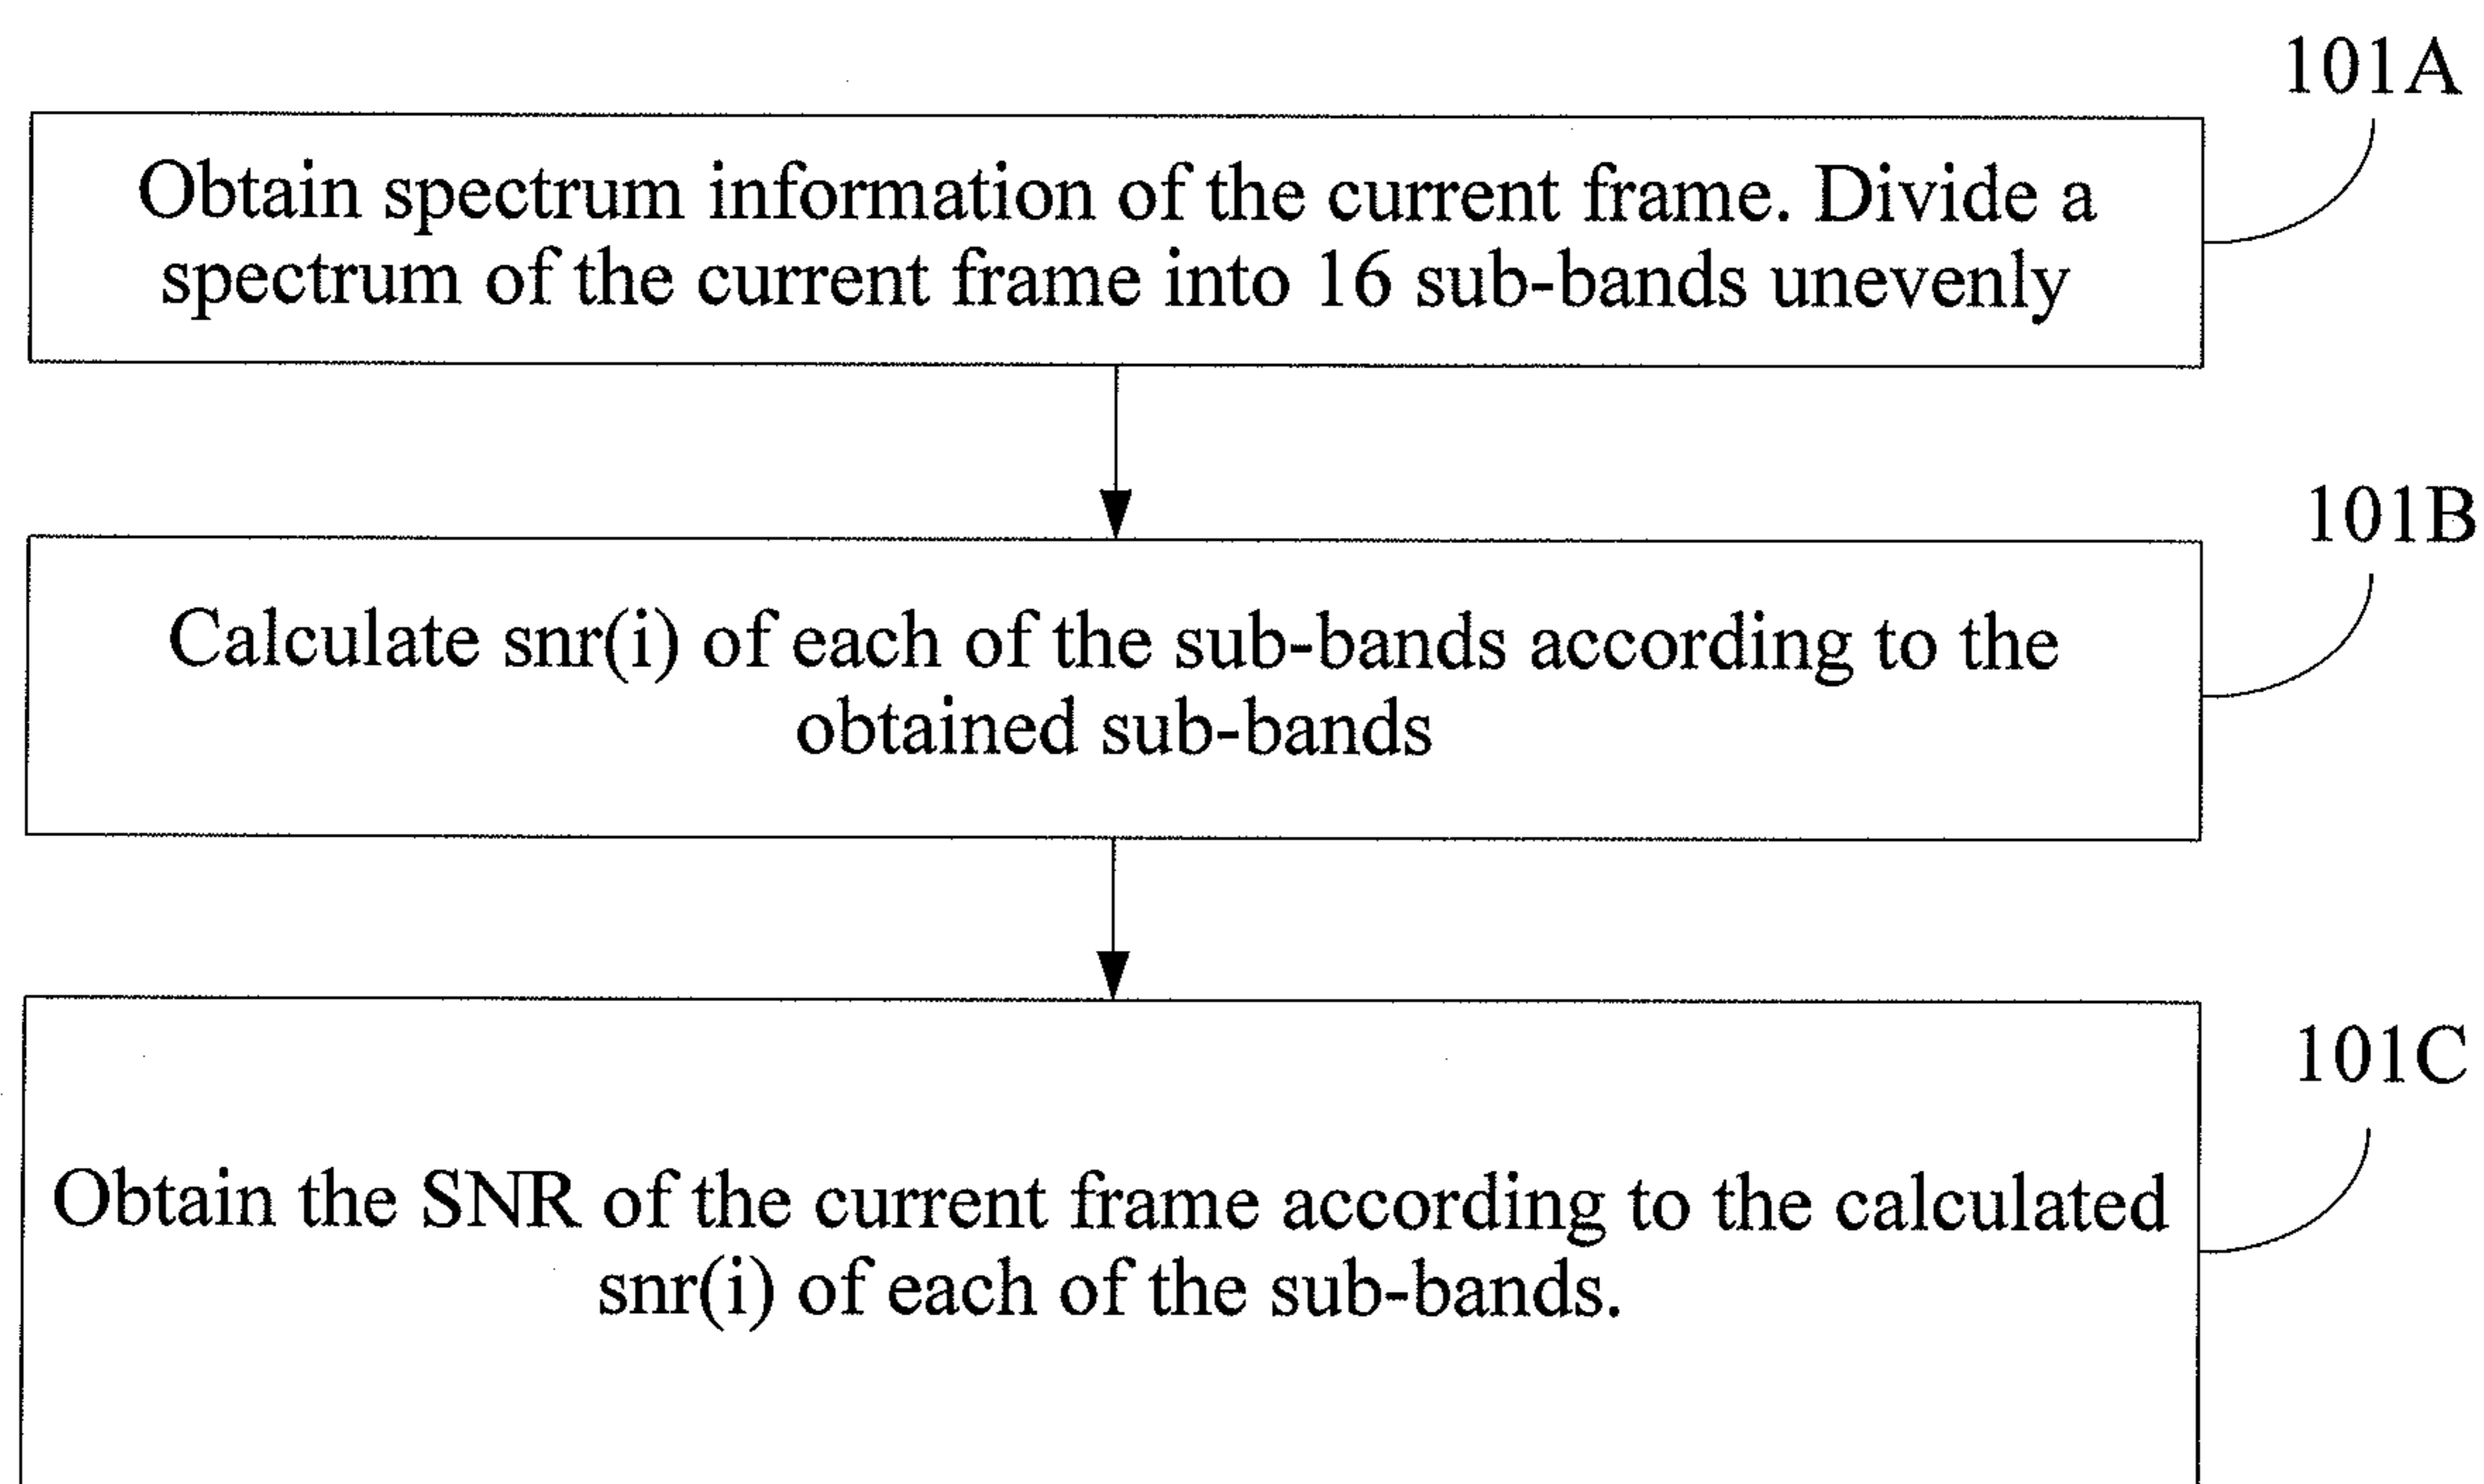 101A
Obtain spectrum information of the current frame. Divide a
spectrum of the current frame into 16 sub-bands unevenly
101B
Calculate snr(i) of each of the sub-bands according to the
obtained sub-bands
101C
Obtain the SNR of the current frame according to the calculated
snr(i) of each of the sub-bands.